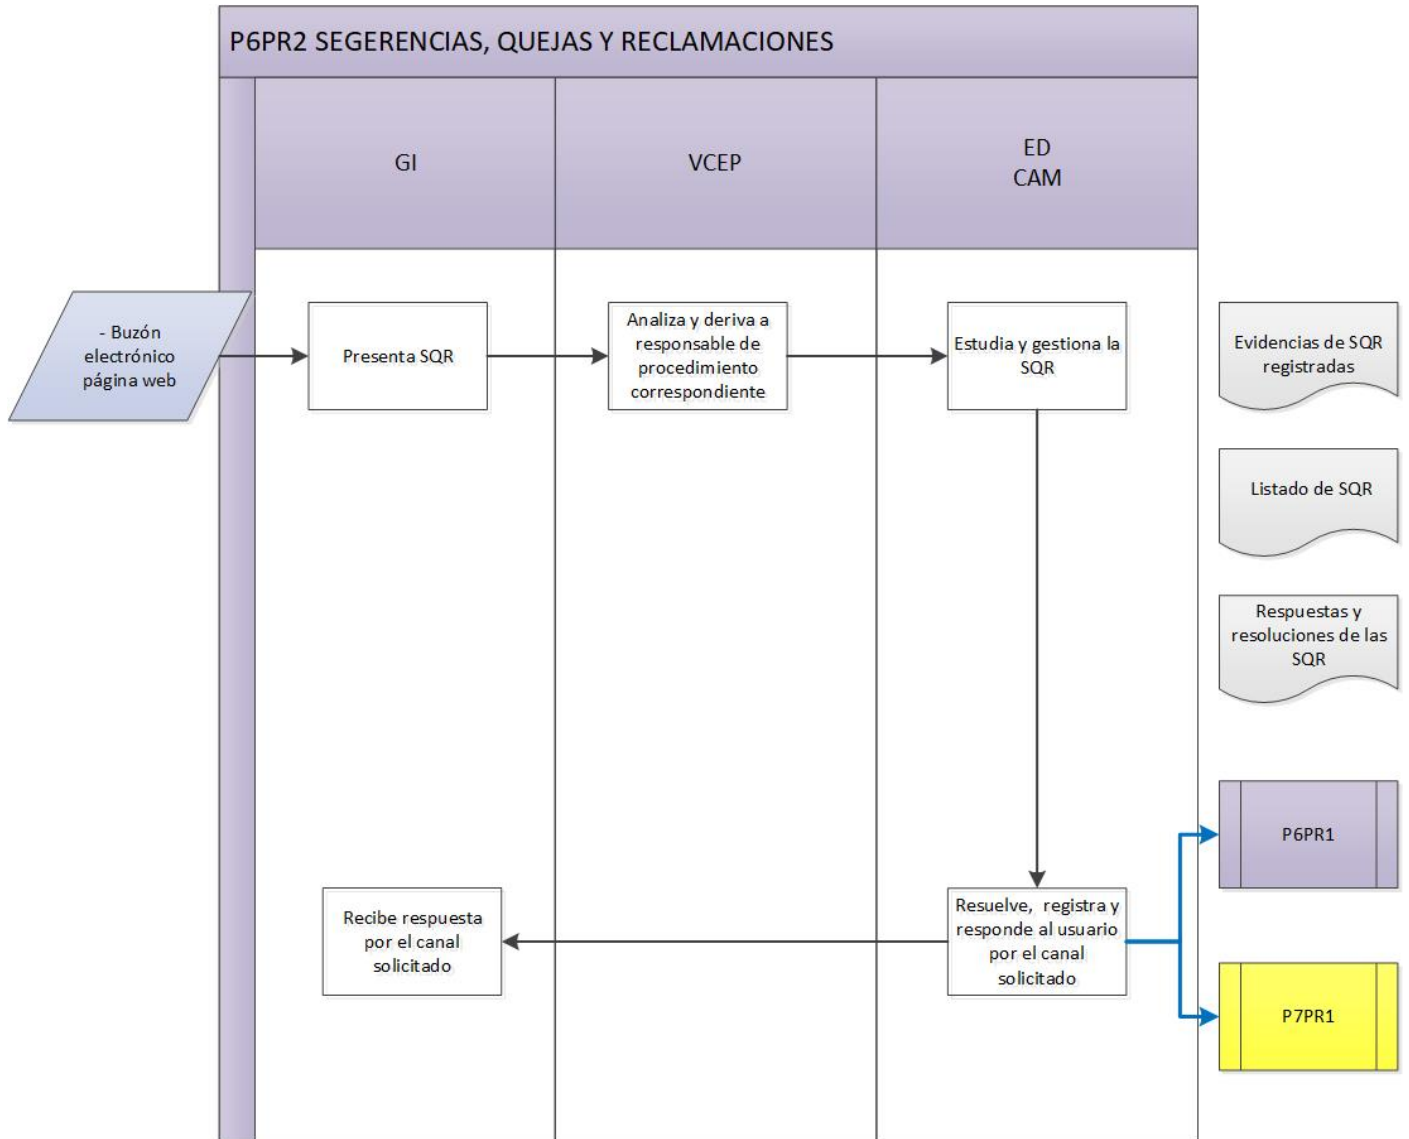 P6PR2 SEGERENCIAS, QUEJAS Y RECLAMACIONES
GI
VCEP
ED
CAM
- Buzón
electrónico
página web
Presenta SQR
Analiza y deriva a
responsable de
procedimiento
correspondiente
Estudia y gestiona la
SQR
Evidencias de SQR
registradas
Listado de SQR
Respuestas y
resoluciones de las
SQR
P6PR1
Recibe respuesta
por el canal
solicitado
Resuelve, registra y
responde al usuario
por el canal
solicitado
P7PR1